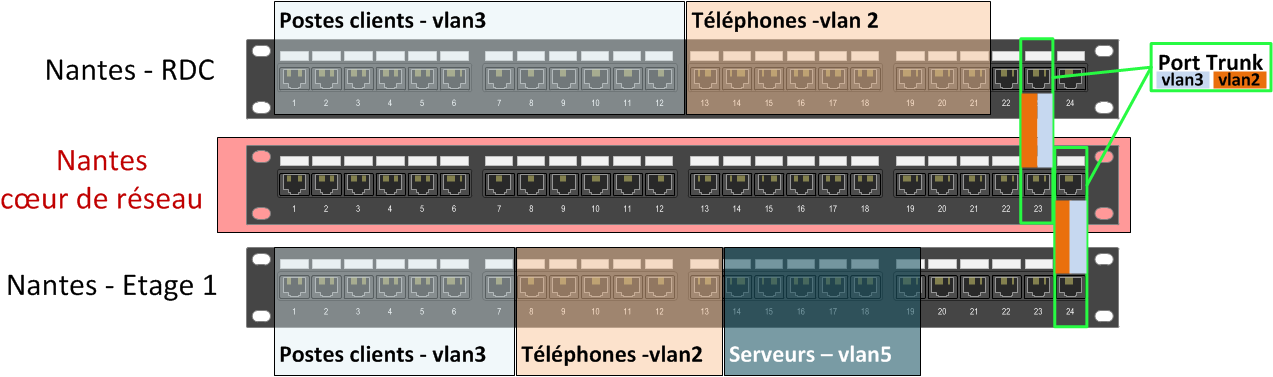 Postes clients - vlan3
Téléphones -vlan 2
Nantes - RDC
1 2 3 4 5 6 7 8 9 10 11 12 13 14 15 16 17 18 19 20 21 22 23 24
Port Trunk
vlan3 vlan2
Nantes
cœur de réseau
1 2 3 4 5 6 7 8 9 10 11 12 13 14 15 16 17 18 19 20 21 22 23 24
Nantes - Etage 1
1 2 3 4 5 6 7 8 9 10 11 12 13 14 15 16 17 18 19 20 21 22 23 24
Postes clients - vlan3
Téléphones -vlan2
Serveurs – vlan5